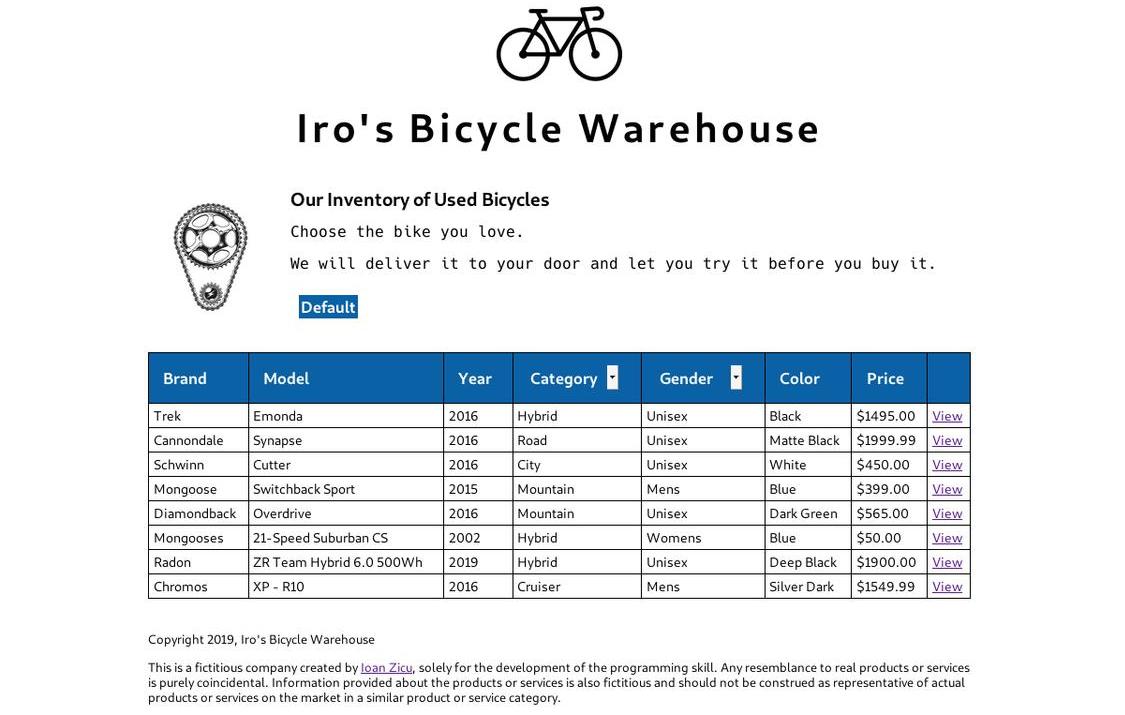 Iro's Bicycle Warehouse
Our Inventory of Used Bicycles
Choose the bike you love.
We will deliver it to your door and let you try it before you buy it.
Default
Brand Model Year Category Gender Color Price
Trek Emonda 2016 Hybrid Unisex Black $1495.00 View
Cannondale Synapse 2016 Road Unisex Matte Black $1999.99 View
Schwinn Cutter 2016 City Unisex White $450.00 View
Mongoose Switchback Sport 2015 Mountain Mens Blue $399.00 View
Diamondback Overdrive 2016 Mountain Unisex Dark Green $565.00 View
Mongooses 21-Speed Suburban CS 2002 Hybrid Womens Blue $50.00 View
Radon ZR Team Hybrid 6.0 500Wh 2019 Hybrid Unisex Deep Black $1900.00 View
Chromos XP - R10 2016 Cruiser Mens Silver Dark $1549.99 View
Copyright 2019, Iro's Bicycle Warehouse
This is a fictitious company created by Ioan Zicu, solely for the development of the programming skill. Any resemblance to real products or services
is purely coincidental. Information provided about the products or services is also fictitious and should not be construed as representative of actual
products or services on the market in a similar product or service category.